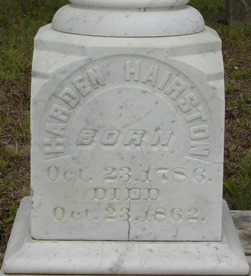 HARDEN HAIRSTON
BORN
Oct. 23. 1786.
DIED
Oct. 23. 1862.